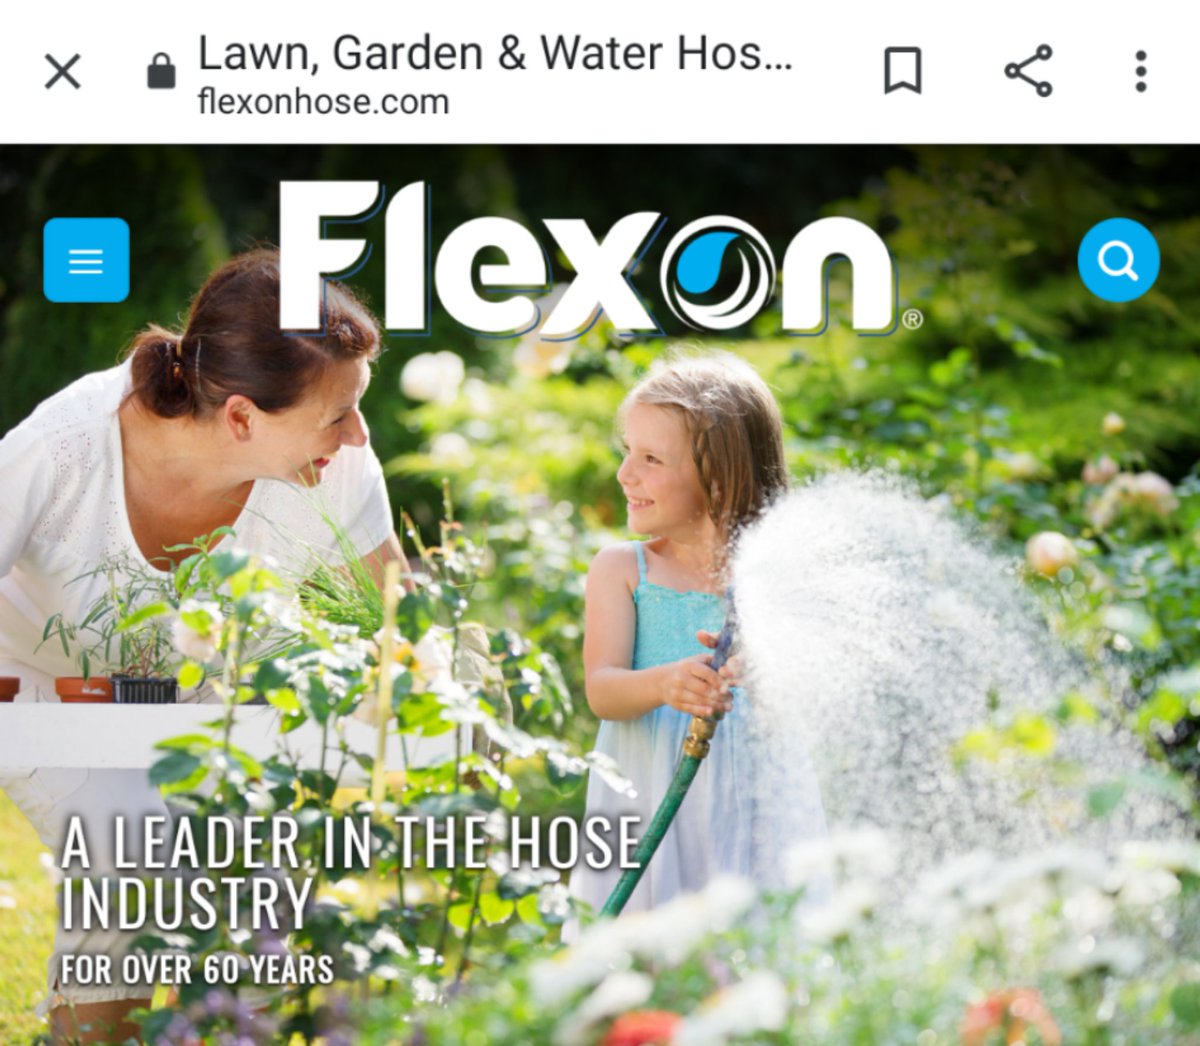 Lawn, Garden & Water Hos...
flexonhose.com
Flexon®
A LEADER IN THE HOSE
INDUSTRY
FOR OVER 60 YEARS